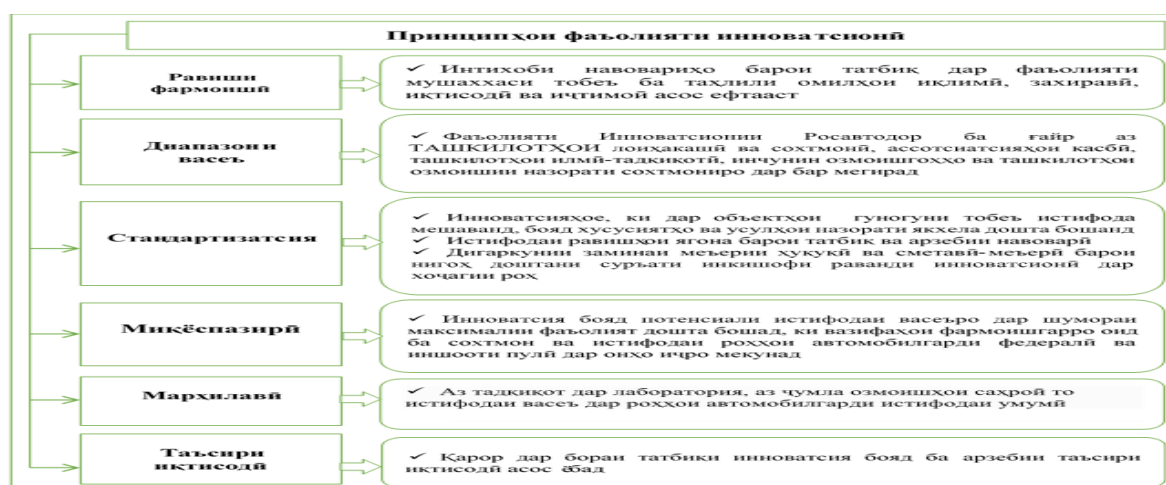 Принципҳои фаъолияти инноватсионӣ
Равиши
фармоишӣ
✓ Интихоби навовариҳо барои татбиқ дар фаъолияти
мушаххаси тобеъ ба таҳлили омилҳои иқлимӣ, захиравӣ,
иқтисодӣ ва иҷтимоӣ асос ёфтааст
Диапазони
васеъ
✓ Фаъолияти Инноватсионии Росавтодор ба ғайр аз
ТАШКИЛОТҲОИ лоиҳакашӣ ва сохтмонӣ, ассотсиатсияҳои касбӣ,
ташкилотҳои илмӣ-тадқиқотӣ, инчунин озмоишгоҳҳо ва ташкилотҳои
озмоишии назорати сохтмониро дар бар мегирад
Стандартизатсия
✓ Инноватсияҳое, ки дар объектҳои гуногуни тобеъ истифода
мешаванд, бояд хусусиятҳо ва усулҳои назорати якхела дошта бошанд
✓ Истифодаи равишҳои ягона барои татбиқ ва арзёбии навоварӣ
✓ Дигаркунии заминаи меъерии ҳуқуқӣ ва сметавӣ-меъерӣ барои
нигоҳ доштани суръати инкишофи раванди инноватсионӣ дар
хоҷагии роҳ
Миқёспазирӣ
✓ Инноватсия бояд потенсиали истифодаи васеъро дар шумораи
максималии фаъолият дошта бошад, ки вазифаҳои фармоишгарро оид
ба сохтмон ва истифодаи роҳҳои автомобилгарди федералӣ ва
иншооти пулӣ дар онҳо иҷро мекунад
Марҳилавӣ
✓ Аз тадқиқот дар лаборатория, аз ҷумла озмоишҳои саҳроӣ то
истифодаи васеъ дар роҳҳои автомобилгарди истифодаи умумӣ
Таъсири
иқтисодӣ
✓ Қарор дар бораи татбиқи инноватсия бояд ба арзебии таъсири
иқтисодӣ асос ёбад